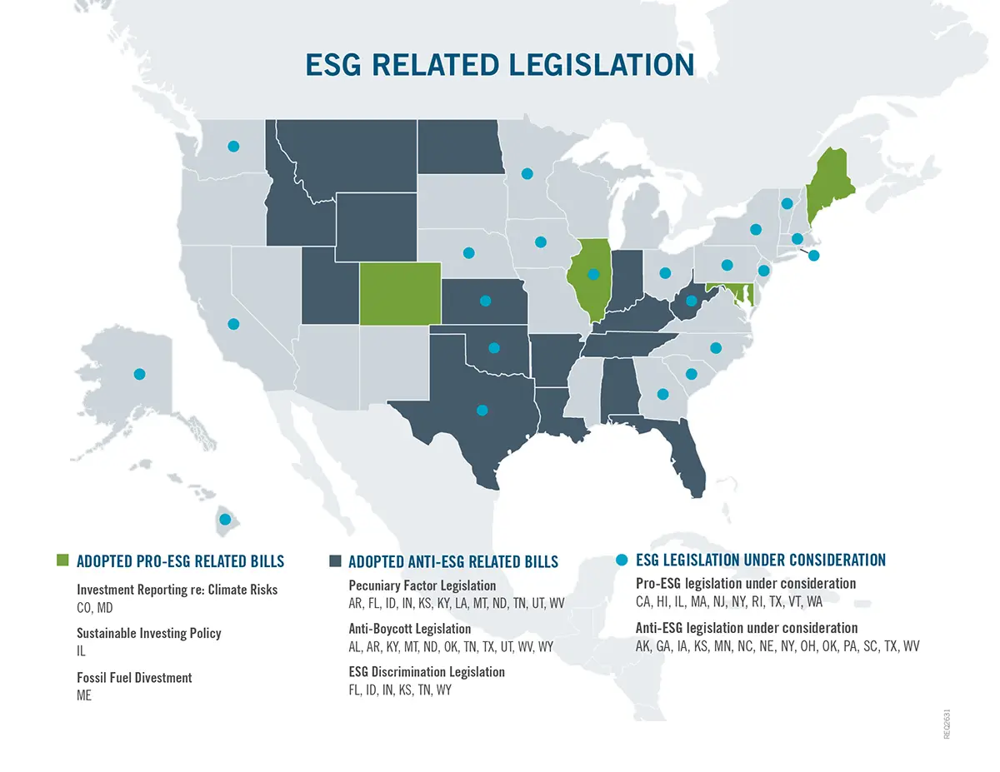 ESG RELATED LEGISLATION
ADOPTED PRO-ESG RELATED BILLS
Investment Reporting re: Climate Risks
CO, MD
Sustainable Investing Policy
IL
Fossil Fuel Divestment
ME
ADOPTED ANTI-ESG RELATED BILLS
Pecuniary Factor Legislation
AR, FL, ID, IN, KS, KY, LA, MT, ND, TN, UT, WV
Anti-Boycott Legislation
AL, AR, KY, MT, ND, OK, TN, TX, UT, WV, WY
ESG Discrimination Legislation
FL, ID, IN, KS, TN, WY
ESG LEGISLATION UNDER CONSIDERATION
Pro-ESG legislation under consideration
CA, HI, IL, MA, NJ, NY, RI, TX, VT, WA
Anti-ESG legislation under consideration
AK, GA, IA, KS, MN, NC, NE, NY, OH, OK, PA, SC, TX, WV
REQ2631